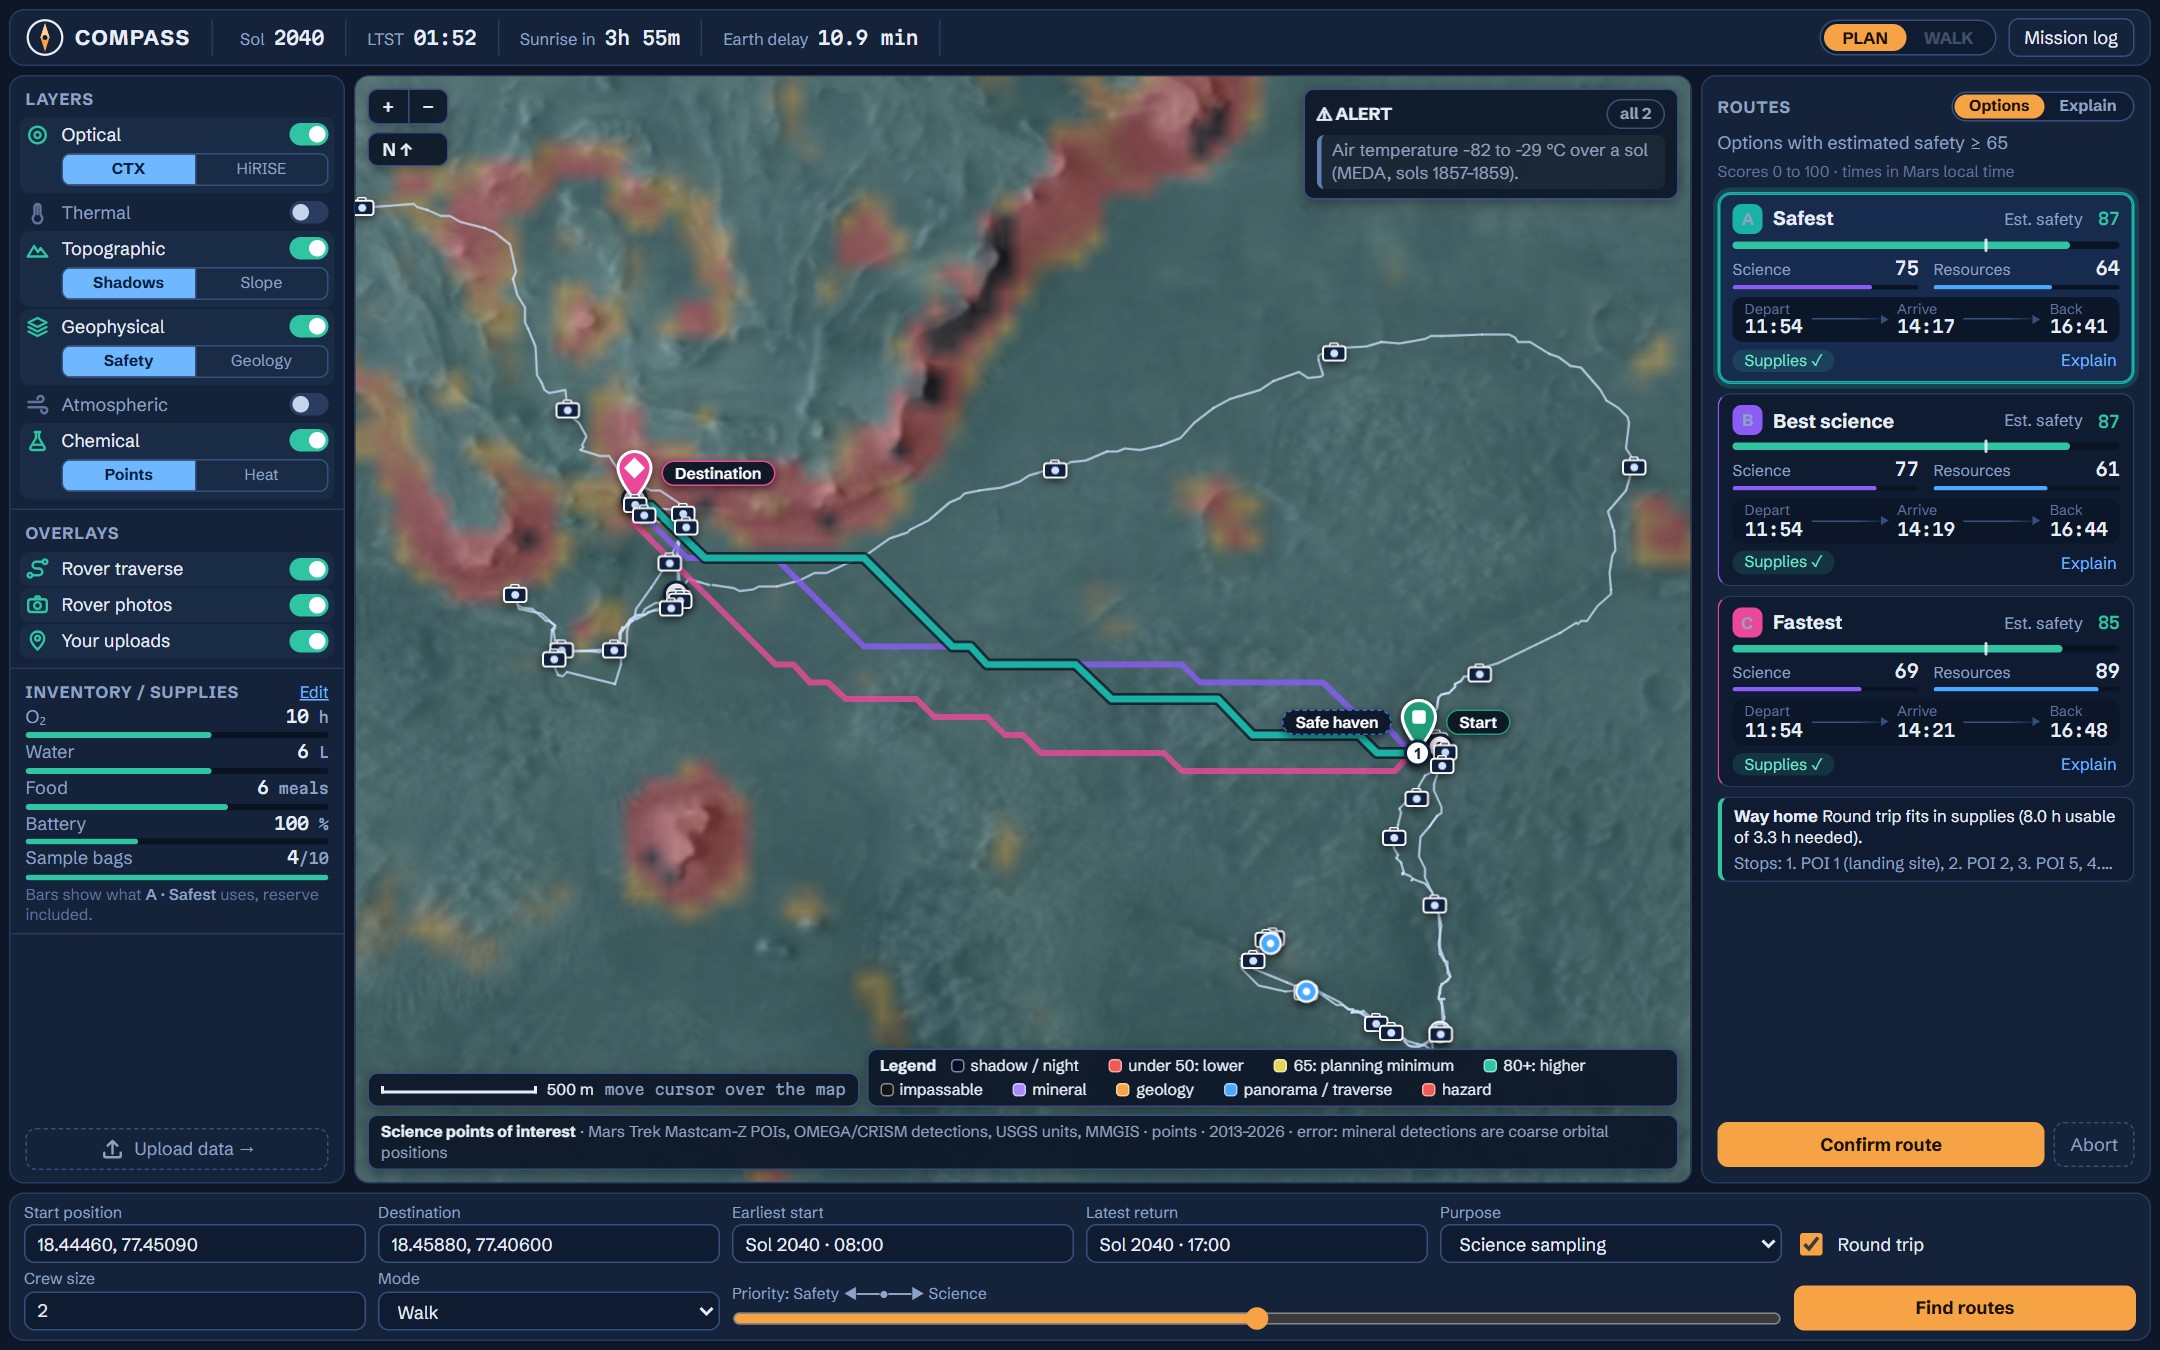 COMPASS
Sol 2040
LTST 01:52
Sunrise in 3h 55m
Earth delay 10.9 min
PLAN
WALK
Mission log
LAYERS
Optical
CTX
HiRISE
Thermal
Topographic
Shadows
Slope
Geophysical
Safety
Geology
Atmospheric
Chemical
Points
Heat
OVERLAYS
Rover traverse
Rover photos
Your uploads
INVENTORY / SUPPLIES
Edit
O₂
10 h
Water
6 L
Food
6 meals
Battery
100 %
Sample bags
4/10
Bars show what A · Safest uses, reserve
included.
Upload data →
+
−
N ↑
ALERT
all 2
Air temperature -82 to -29 °C over a sol
(MEDA, sols 1857-1859).
Destination
Safe haven
Start
1
500 m move cursor over the map
Legend
shadow / night
under 50: lower
65: planning minimum
80+: higher
impassable
mineral
geology
panorama / traverse
hazard
Science points of interest · Mars Trek Mastcam-Z POIs, OMEGA/CRISM detections, USGS units, MMGIS · points · 2013-2026 · error: mineral detections are coarse orbital
positions
ROUTES
Options
Explain
Options with estimated safety ≥ 65
Scores 0 to 100 · times in Mars local time
A
Safest
Est. safety 87
Science 75
Resources 64
Depart
Arrive
Back
11:54
14:17
16:41
Supplies ✓
Explain
B
Best science
Est. safety 87
Science 77
Resources 61
Depart
Arrive
Back
11:54
14:19
16:44
Supplies ✓
Explain
C
Fastest
Est. safety 85
Science 69
Resources 89
Depart
Arrive
Back
11:54
14:21
16:48
Supplies ✓
Explain
Way home Round trip fits in supplies (8.0 h usable
of 3.3 h needed).
Stops: 1. POI 1 (landing site), 2. POI 2, 3. POI 5, 4....
Confirm route
Abort
Start position
18.44460, 77.45090
Destination
18.45880, 77.40600
Earliest start
Sol 2040 · 08:00
Latest return
Sol 2040 · 17:00
Purpose
Science sampling
Round trip
Crew size
2
Mode
Walk
Priority: Safety ◀—•—▶ Science
Find routes